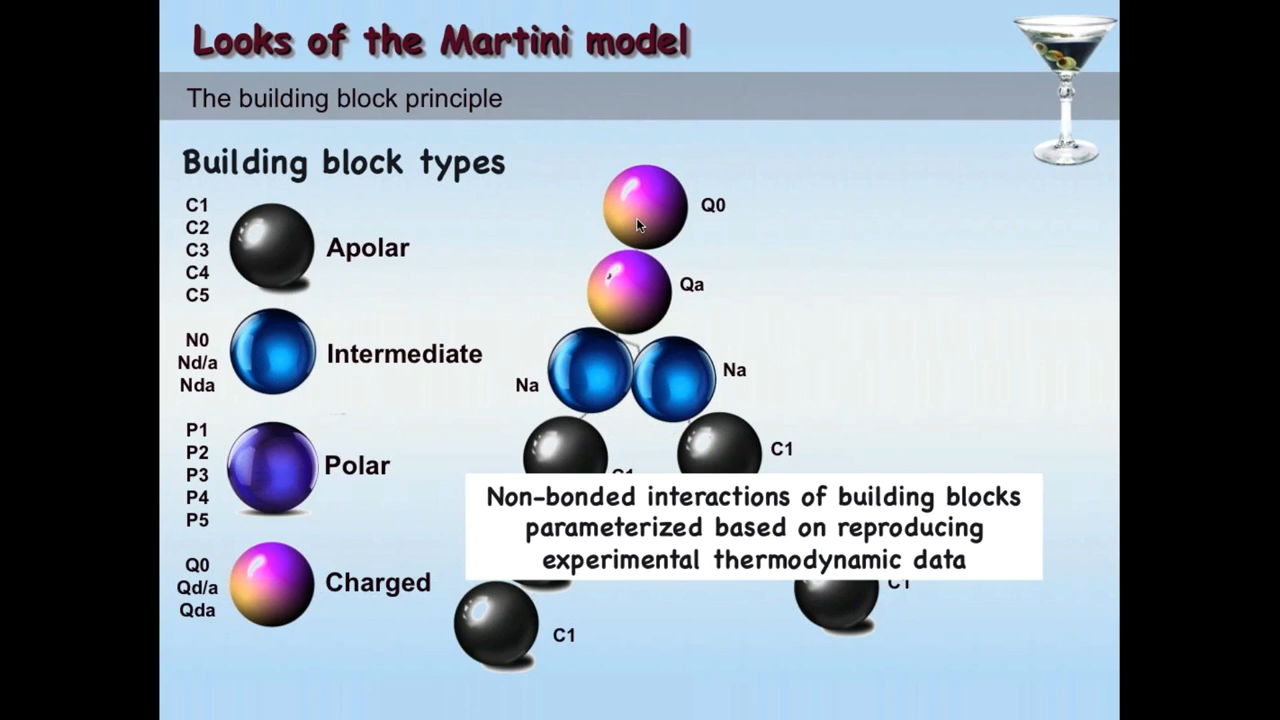 Looks of the Martini model
The building block principle
Building block types
C1
C2
C3
C4
C5
Apolar
N0
Nd/a
Nda
Intermediate
P1
P2
P3
P4
P5
Polar
Q0
Qd/a
Qda
Charged
Q0
Qa
Na
Na
C1
C1
Non-bonded interactions of building blocks
parameterized based on reproducing
experimental thermodynamic data
C1
C1